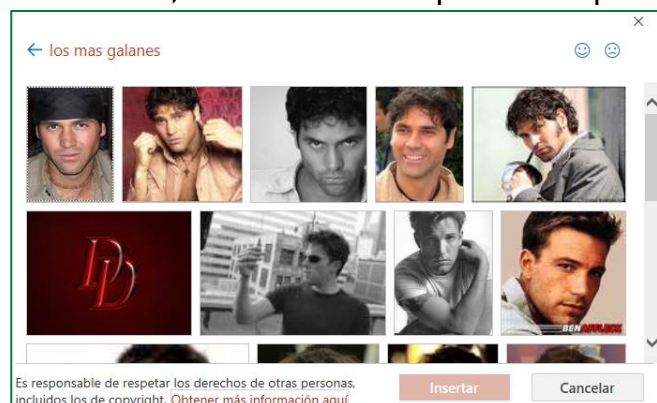 los mas galanes
DD
BEN AFFLECK
Es responsable de respetar los derechos de otras personas,
incluidos los de copyright. Obtener más información aquí
Insertar
Cancelar